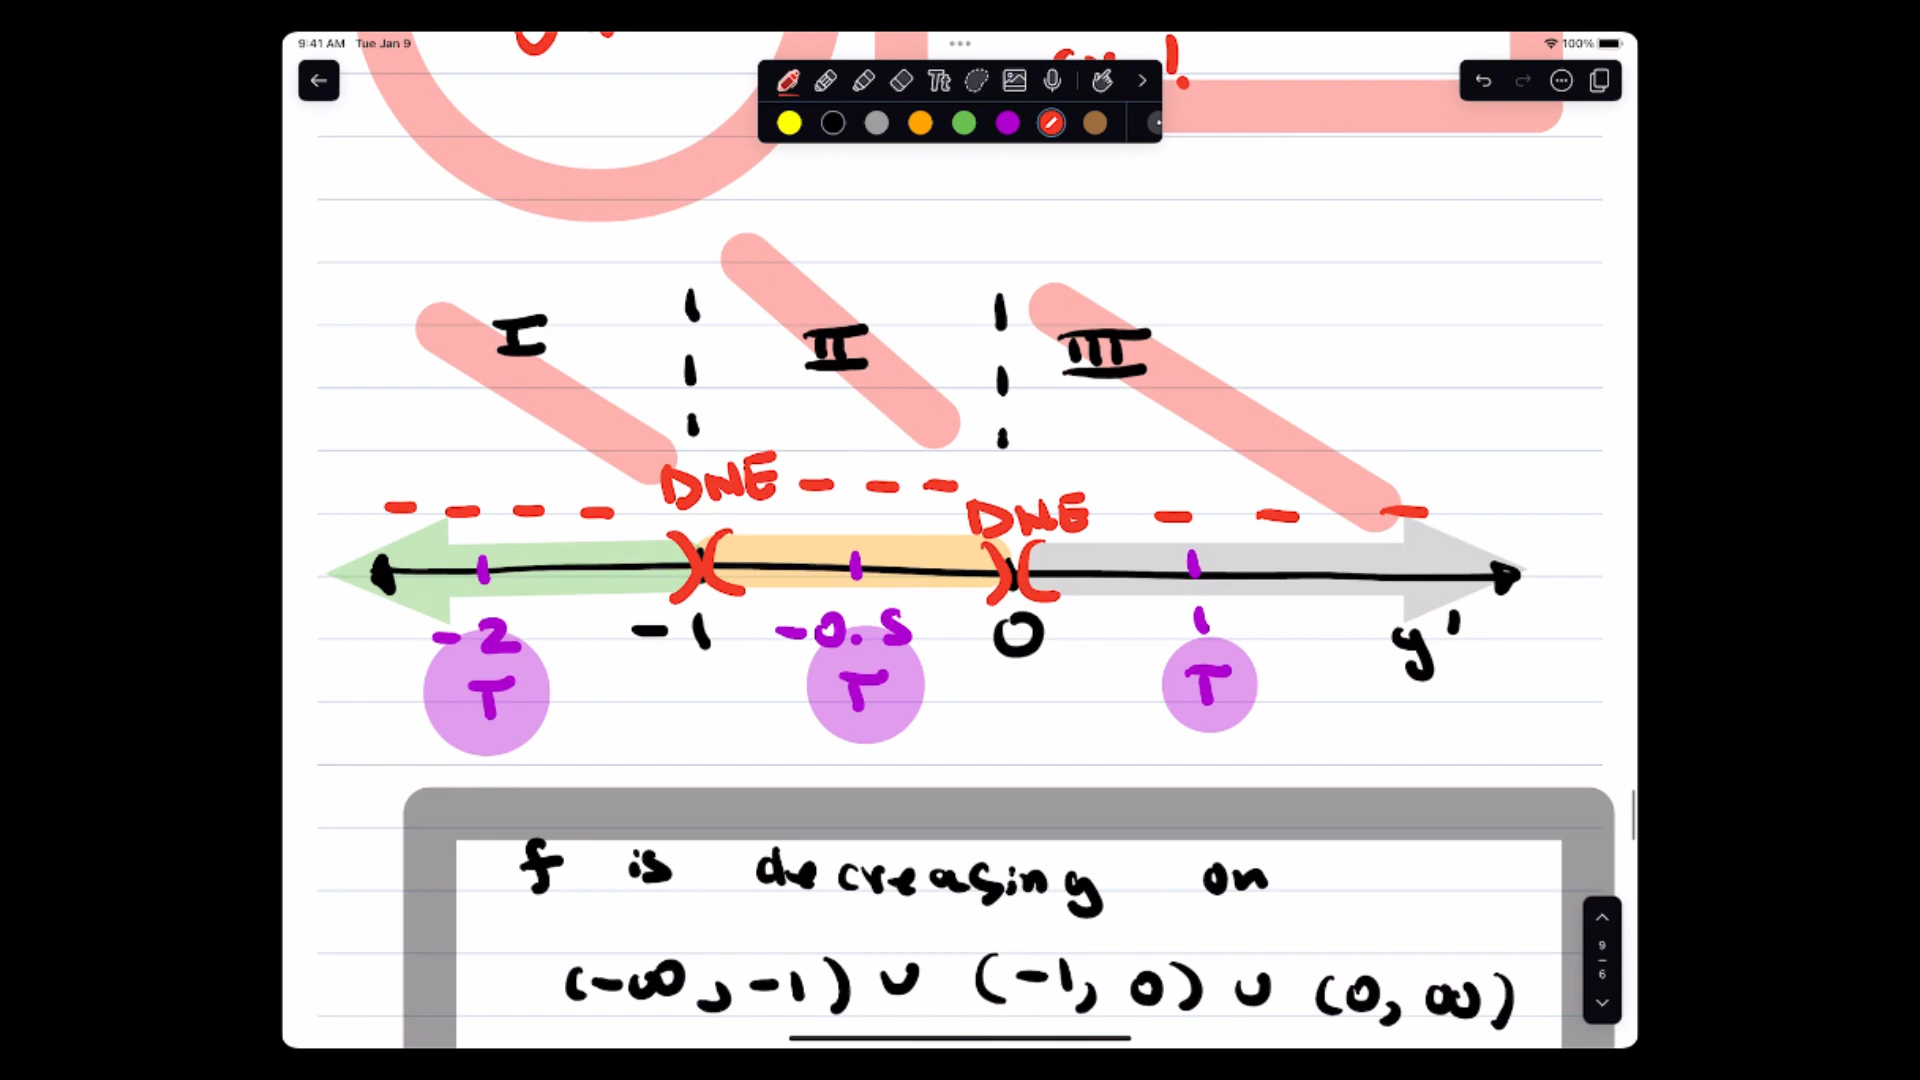 9:41 AM Tue Jan 9
100%
Tt
I II III
DNE
DNE
-2 -1 -0.5 0 1 y'
T T T
f is decreasing on
(-∞, -1) ∪ (-1, 0) ∪ (0, ∞)
9
6